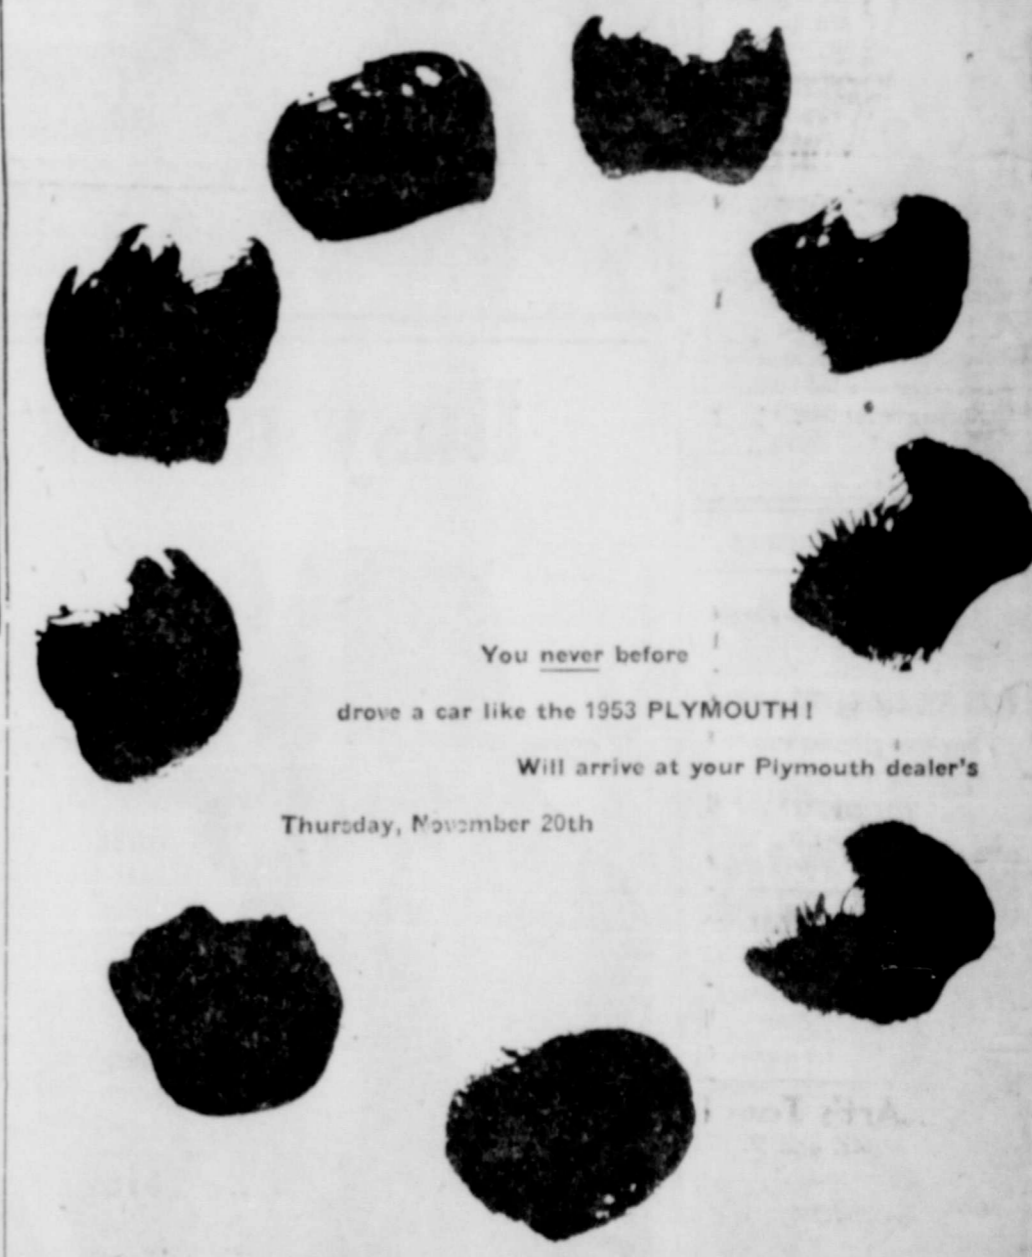 You never before
drove a car like the 1953 PLYMOUTH!
Will arrive at your Plymouth dealer's
Thursday, November 20th